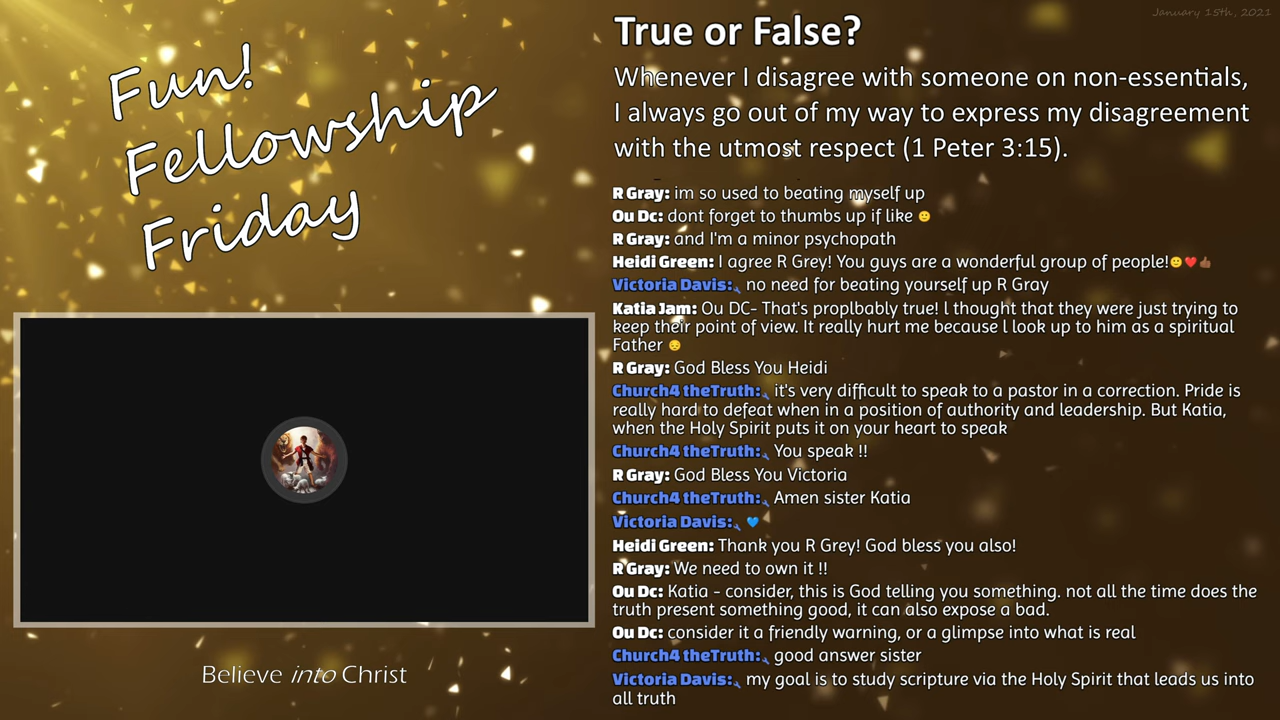 January 15th, 2021
Fun!
Fellowship
Friday
True or False?
Whenever I disagree with someone on non-essentials,
I always go out of my way to express my disagreement
with the utmost respect (1 Peter 3:15).
R Gray: im so used to beating myself up
Ou Dc: dont forget to thumbs up if like 🙂
R Gray: and I'm a minor psychopath
Heidi Green: I agree R Grey! You guys are a wonderful group of people!🙂❤️👍🏾
Victoria Davis: no need for beating yourself up R Gray
Katia Jam: Ou DC- That's proplbably true! l thought that they were just trying to
keep their point of view. It really hurt me because l look up to him as a spiritual
Father 😔
R Gray: God Bless You Heidi
Church4 theTruth: it's very difficult to speak to a pastor in a correction. Pride is
really hard to defeat when in a position of authority and leadership. But Katia,
when the Holy Spirit puts it on your heart to speak
Church4 theTruth: You speak !!
R Gray: God Bless You Victoria
Church4 theTruth: Amen sister Katia
Victoria Davis: 💙
Heidi Green: Thank you R Grey! God bless you also!
R Gray: We need to own it !!
Ou Dc: Katia - consider, this is God telling you something. not all the time does the
truth present something good, it can also expose a bad.
Ou Dc: consider it a friendly warning, or a glimpse into what is real
Church4 theTruth: good answer sister
Victoria Davis: my goal is to study scripture via the Holy Spirit that leads us into
all truth
Believe into Christ